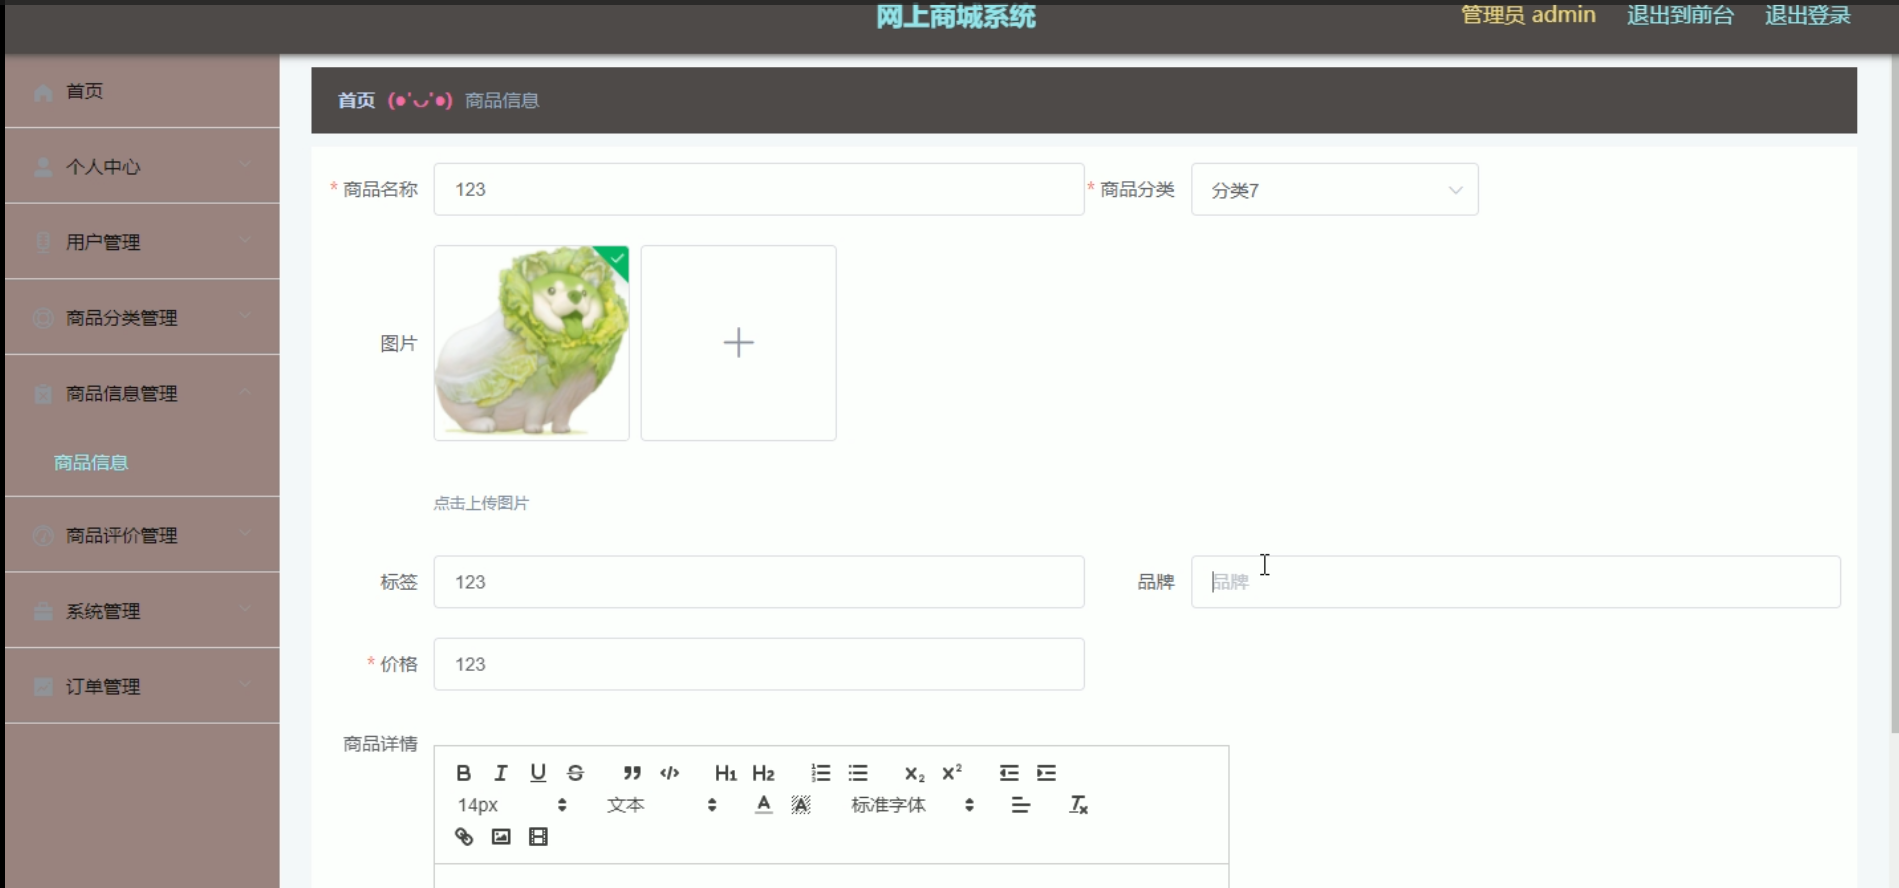 网上商城系统
管理员 admin 退出到前台 退出登录
首页
个人中心
用户管理
商品分类管理
商品信息管理
商品信息
商品评价管理
系统管理
订单管理
首页 (●'◡'●) 商品信息
* 商品名称 123 * 商品分类 分类7
图片
点击上传图片
标签 123 品牌 品牌
* 价格 123
商品详情
B I U S ” </> H1 H2 X2 X2
14px 文本 A A 标准字体 Tx